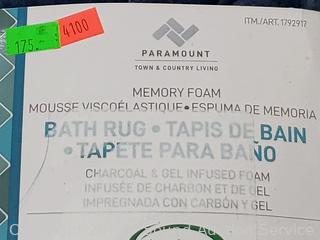 ITM./ART. 1792917
175.-
4100
PARAMOUNT
TOWN & COUNTRY LIVING
MEMORY FOAM
MOUSSE VISCOÉLASTIQUE•ESPUMA DE MEMORIA
BATH RUG • TAPIS DE BAIN
•TAPETE PARA BAÑO
CHARCOAL & GEL INFUSED FOAM
INFUSÉE DE CHARBON ET DE GEL
IMPREGNADA CON CARBÓN Y GEL
Auction Service